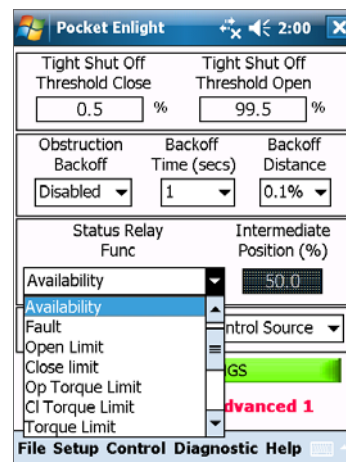 Pocket Enlight 2:00
Tight Shut Off Tight Shut Off
Threshold Close Threshold Open
0.5 % 99.5 %
Obstruction Backoff Backoff
Backoff Time (secs) Distance
Disabled 1 0.1%
Status Relay Intermediate
Func Position (%)
Availability 50.0
Availability
Fault
Open Limit ntrol Source
Close limit
Op Torque Limit GS
Cl Torque Limit dvanced 1
Torque Limit
File Setup Control Diagnostic Help